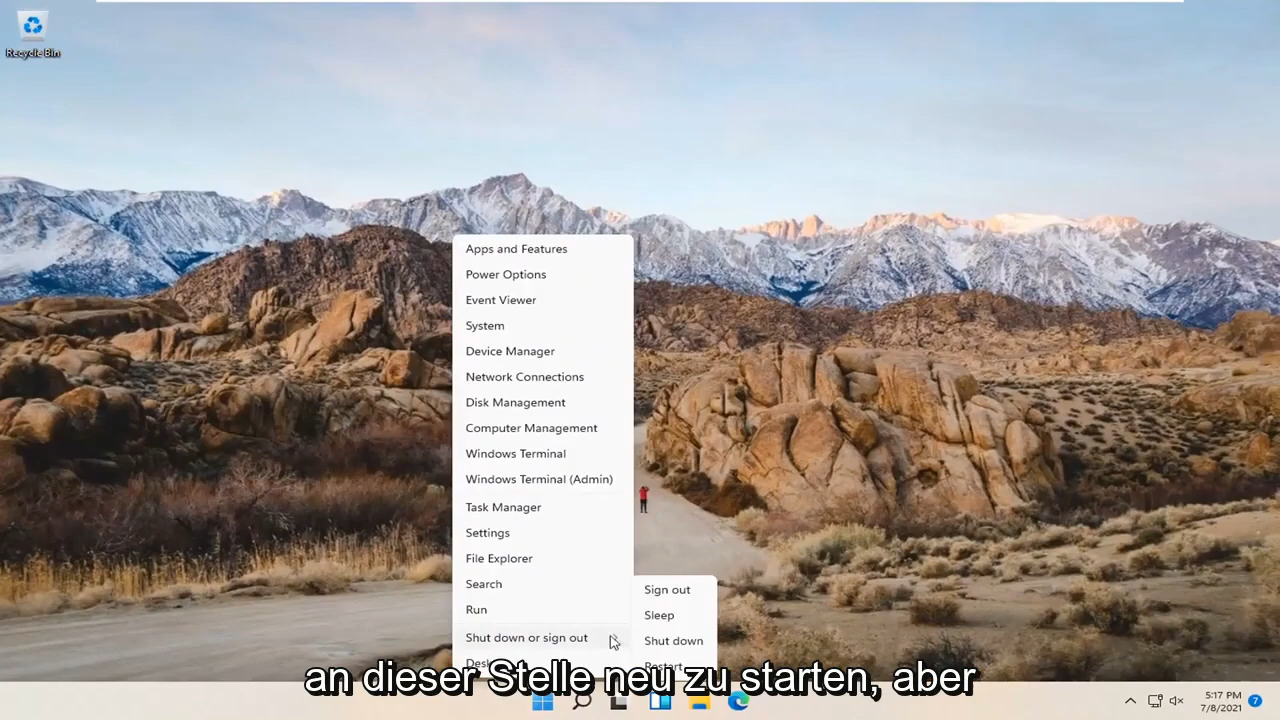 Recycle Bin
Apps and Features
Power Options
Event Viewer
System
Device Manager
Network Connections
Disk Management
Computer Management
Windows Terminal
Windows Terminal (Admin)
Task Manager
Settings
File Explorer
Search
Run
Shut down or sign out
Sign out
Sleep
Shut down
Restart
an dieser Stelle neu zu starten, aber
5:17 PM
7/8/2021
7